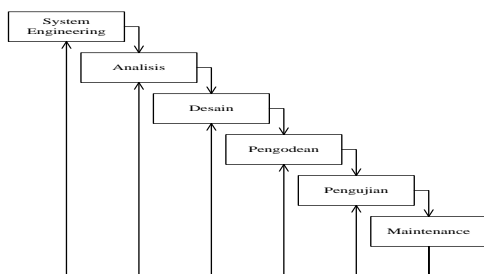 System
Engineering
Analisis
Desain
Pengodean
Pengujian
Maintenance